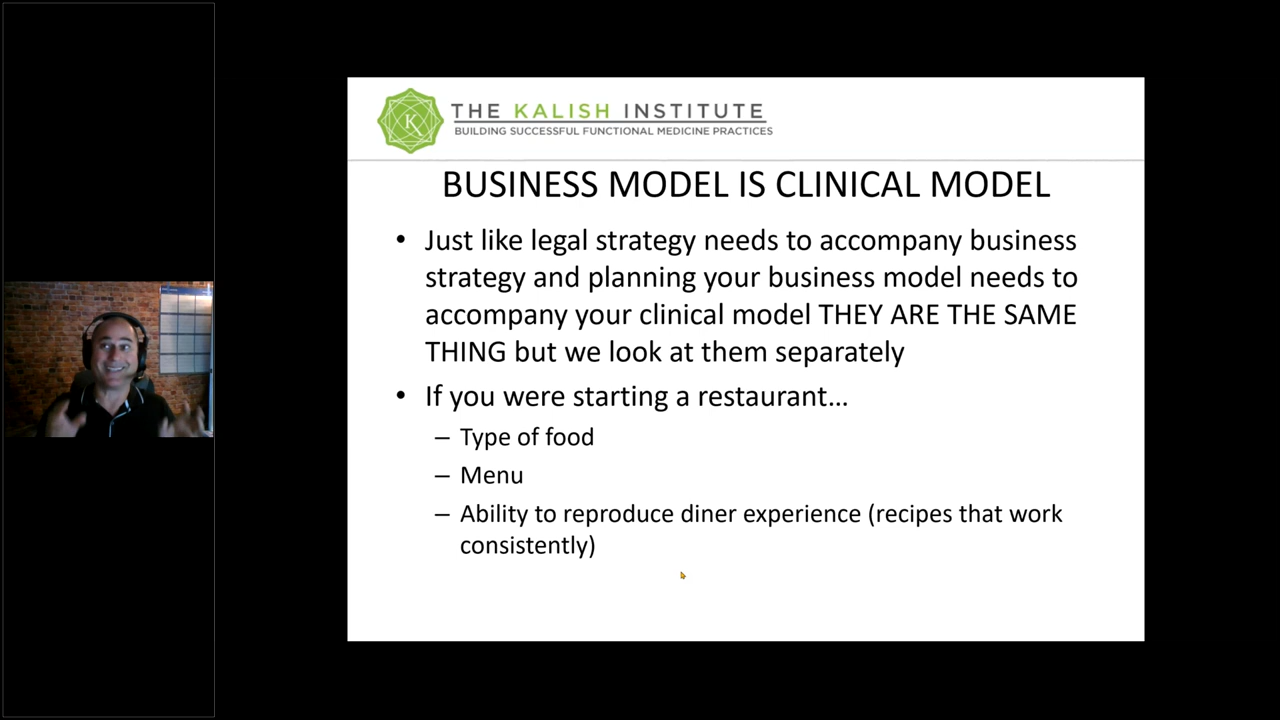 THE KALISH INSTITUTE
BUILDING SUCCESSFUL FUNCTIONAL MEDICINE PRACTICES
BUSINESS MODEL IS CLINICAL MODEL
• Just like legal strategy needs to accompany business
strategy and planning your business model needs to
accompany your clinical model THEY ARE THE SAME
THING but we look at them separately
• If you were starting a restaurant...
– Type of food
– Menu
– Ability to reproduce diner experience (recipes that work
consistently)